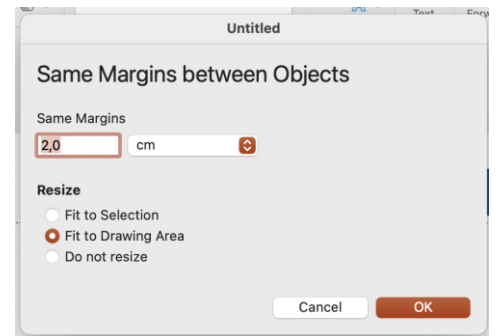 Text
Untitled
Same Margins between Objects
Same Margins
2,0 cm
Resize
Fit to Selection
Fit to Drawing Area
Do not resize
Cancel OK